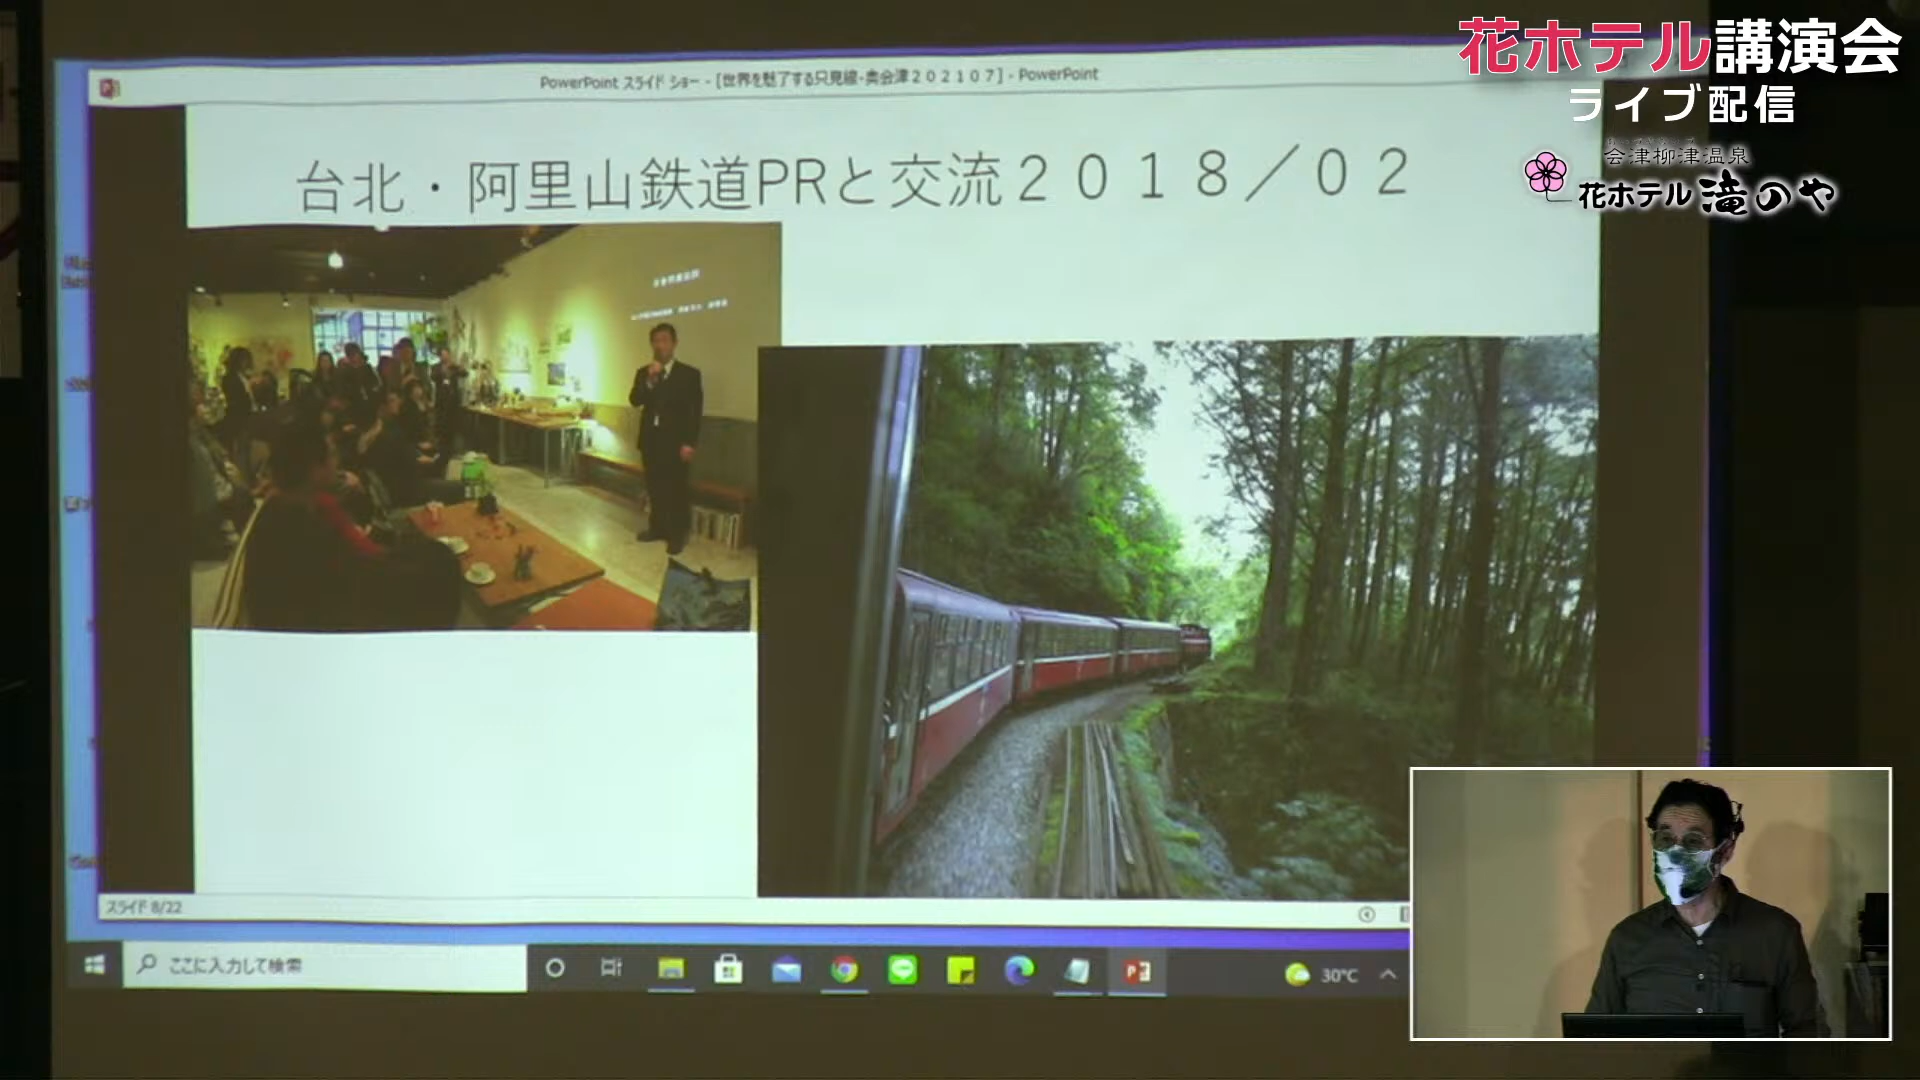 花ホテル講演会
ライブ配信
会津柳津温泉
花ホテル 滝のや
PowerPoint スライド ショー - [世界を魅了する只見線-奥会津２０２１０７] - PowerPoint
台北・阿里山鉄道PRと交流２０１８／０２
スライド 8/22
ここに入力して検索
30°C